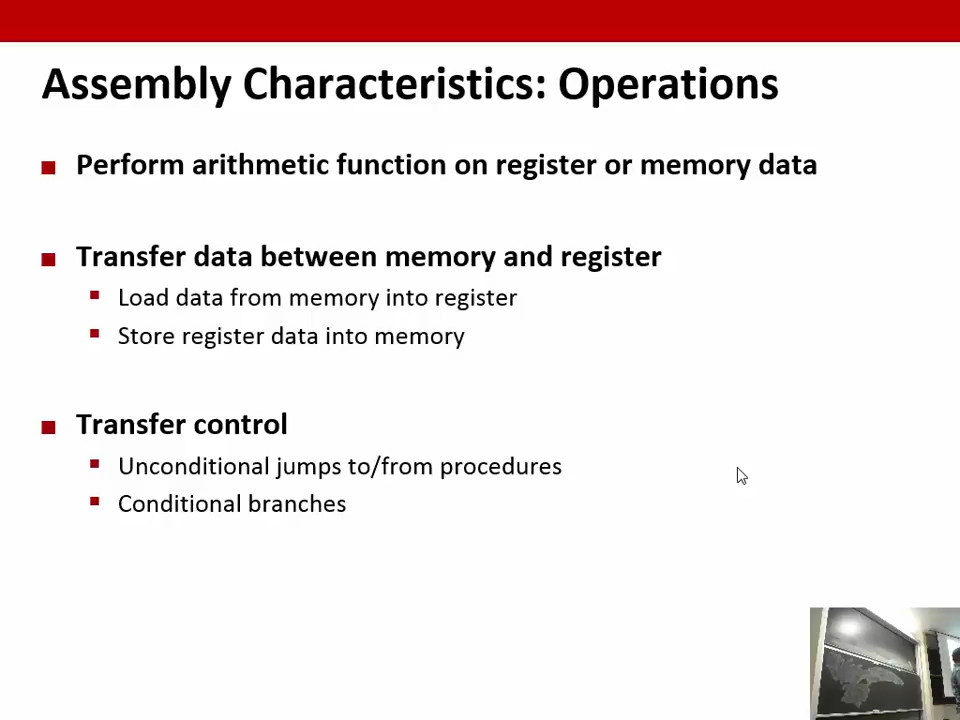 Assembly Characteristics: Operations
Perform arithmetic function on register or memory data
Transfer data between memory and register
Load data from memory into register
Store register data into memory
Transfer control
Unconditional jumps to/from procedures
Conditional branches